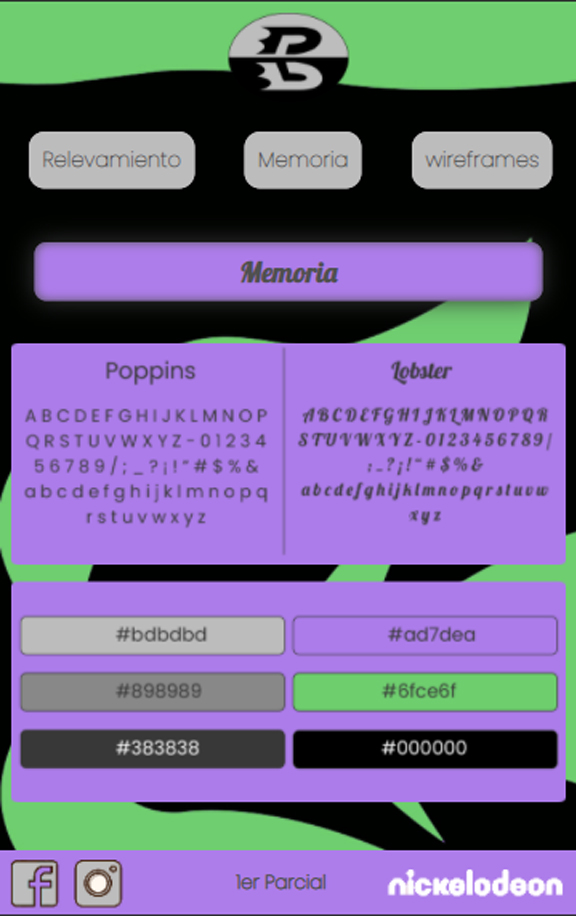 B
Relevamiento Memoria wireframes
Memoria
Poppins
A B C D E F G H I J K L M N O P
Q R S T U V W X Y Z - 0 1 2 3 4
5 6 7 8 9 / ; _ ? ¡ ! " # $ % &
a b c d e f g h i j k l m n o p q
r s t u v w x y z
Lobster
A B C D E F G H I J K L M N O P Q R
S T U V W X Y Z - 0 1 2 3 4 5 6 7 8 9 /
; _ ? ¡ ! " # $ % &
a b c d e f g h i j k l m n o p q r s t u v w
x y z
#bdbdbd #ad7dea
#898989 #6fce6f
#383838 #000000
1er Parcial nickelodeon